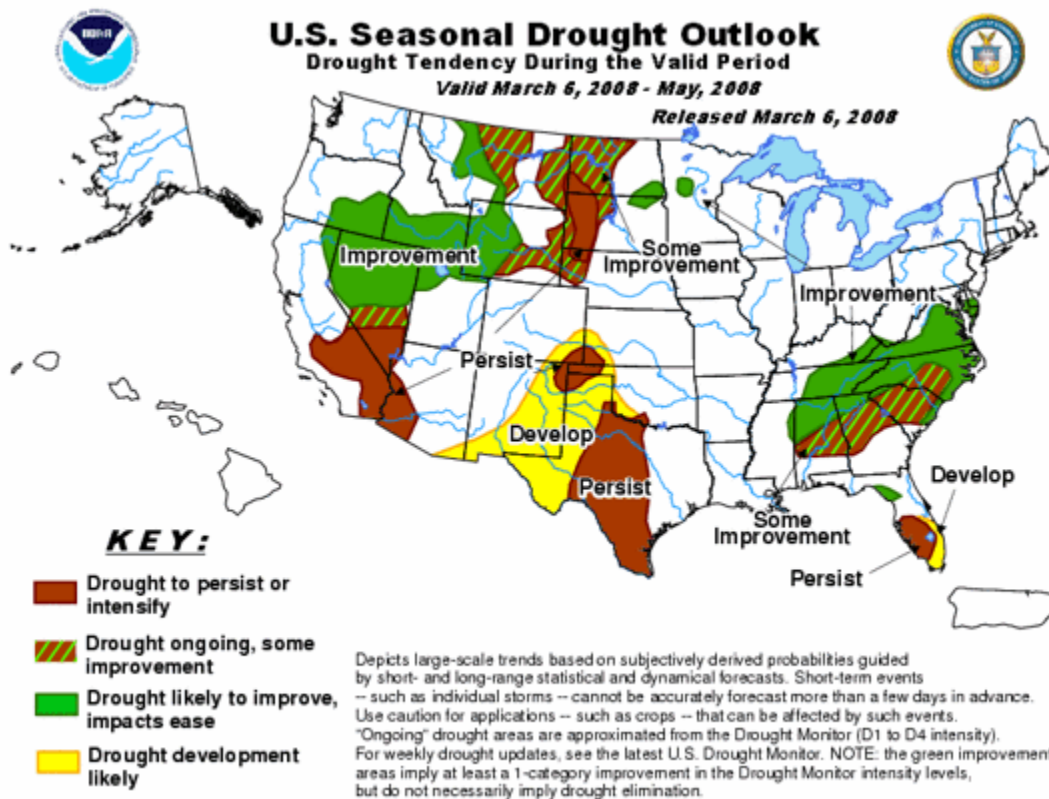 NOAA
U.S. Seasonal Drought Outlook
Drought Tendency During the Valid Period
Valid March 6, 2008 - May, 2008
Released March 6, 2008
Improvement
Some
Improvement
Improvement
Persist
Develop
Persist
Some
Improvement
Develop
Persist
KEY:
Drought to persist or
intensify
Drought ongoing, some
improvement
Drought likely to improve,
impacts ease
Drought development
likely
Depicts large-scale trends based on subjectively derived probabilities guided
by short- and long-range statistical and dynamical forecasts. Short-term events
-- such as individual storms -- cannot be accurately forecast more than a few days in advance.
Use caution for applications -- such as crops -- that can be affected by such events.
"Ongoing" drought areas are approximated from the Drought Monitor (D1 to D4 intensity).
For weekly drought updates, see the latest U.S. Drought Monitor. NOTE: the green improvement
areas imply at least a 1-category improvement in the Drought Monitor intensity levels,
but do not necessarily imply drought elimination.